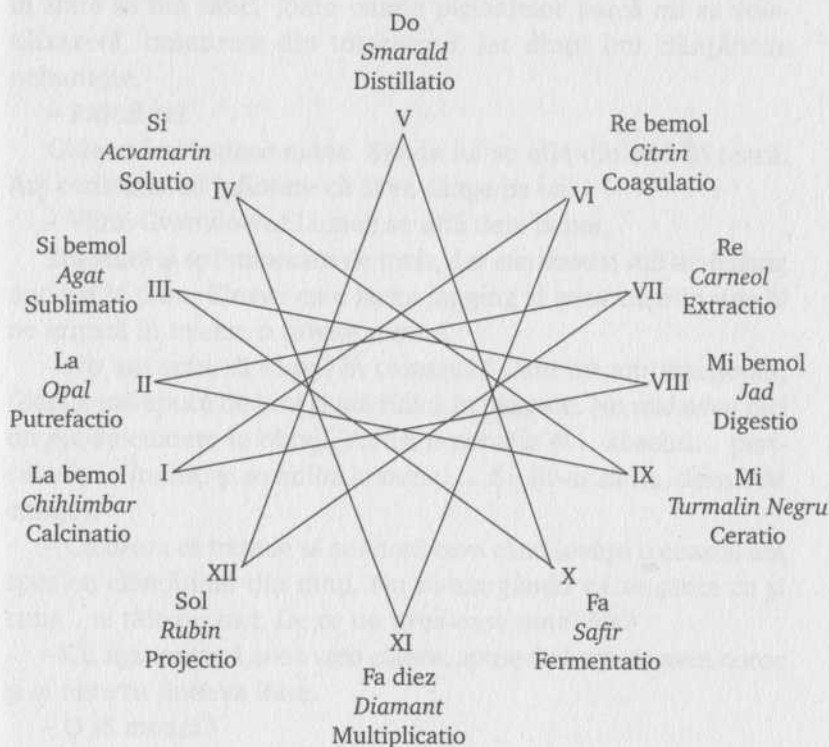 Do
Smarald
Distillatio
V
Si
Acvamarin
Solutio
IV
Re bemol
Citrin
Coagulatio
VI
Si bemol
Agat
Sublimatio
III
Re
Carneol
Extractio
VII
La
Opal
Putrefactio
II
Mi bemol
Jad
Digestio
VIII
La bemol
Chihlimbar
Calcinatio
I
Mi
Turmalin Negru
Ceratio
IX
XII
Sol
Rubin
Projectio
X
Fa
Safir
Fermentatio
XI
Fa diez
Diamant
Multiplicatio